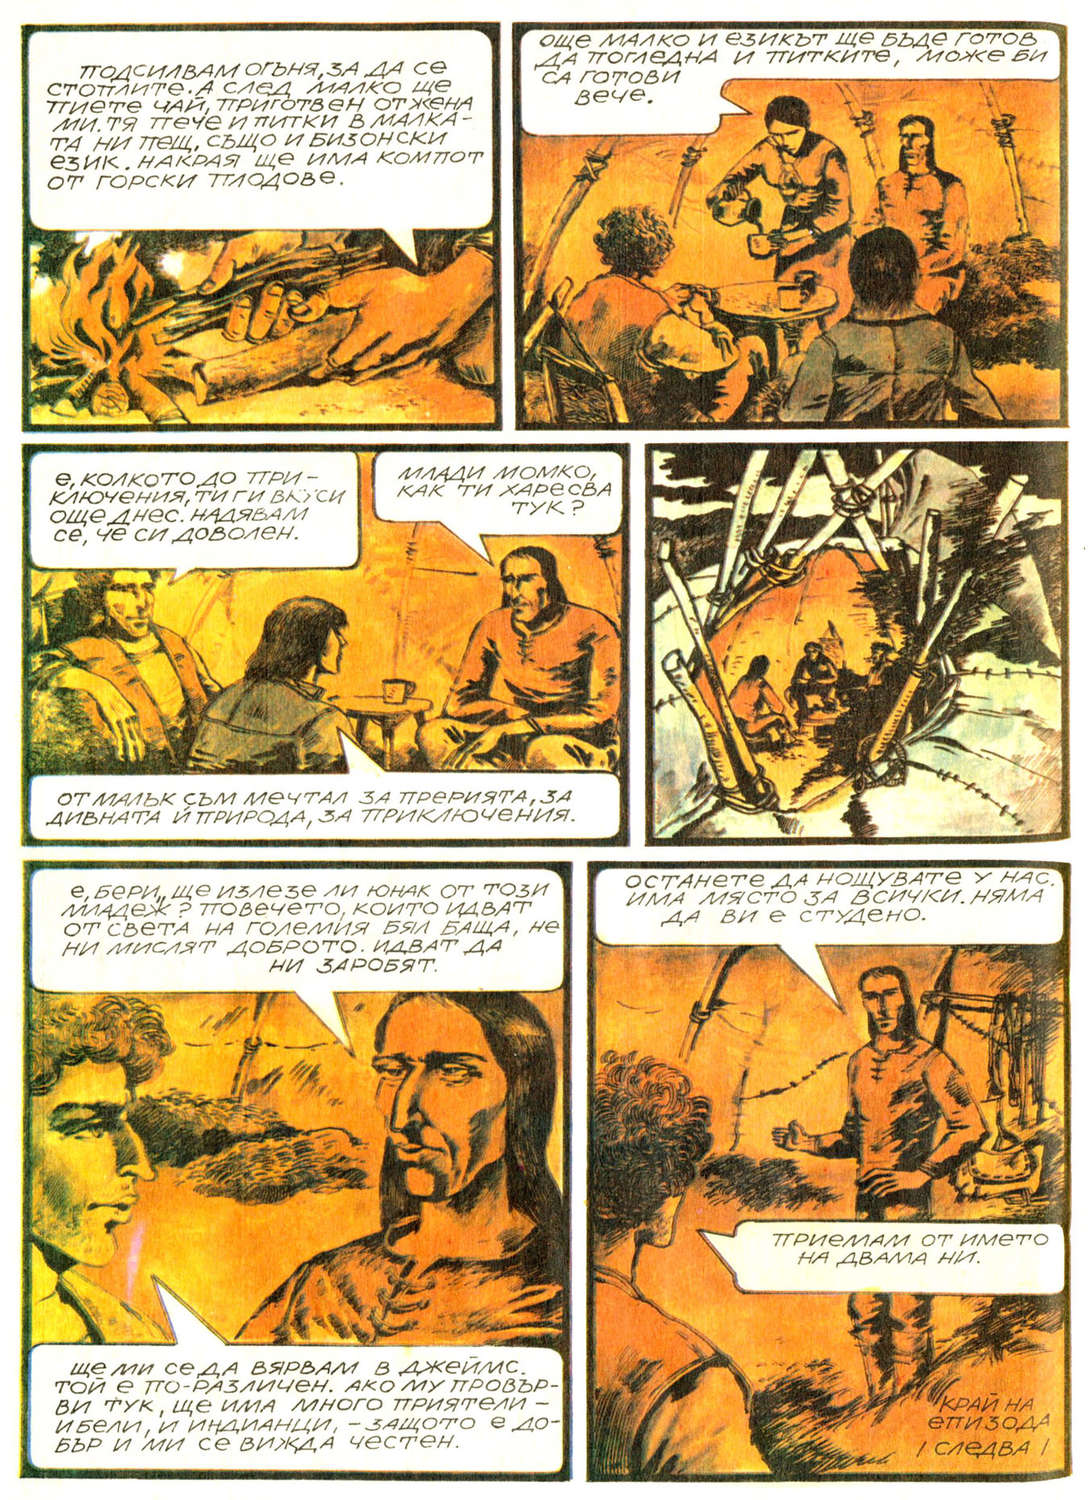 ПОДСИЛВАМ ОГЪНЯ, ЗА ДА СЕ
СТОПЛИТЕ. А СЛЕД МАЛКО ЩЕ
ПИЕТЕ ЧАЙ, ПРИГОТВЕН ОТ ЖЕНА
МИ. ТЯ ПЕЧЕ И ПИТКИ В МАЛКА-
ТА НИ ПЕЩ, СЪЩО И БИЗОНСКИ
ЕЗИК. НАКРАЯ ЩЕ ИМА КОМПОТ
ОТ ГОРСКИ ПЛОДОВЕ.
ОЩЕ МАЛКО И ЕЗИКЪТ ЩЕ БЪДЕ ГОТОВ
ДА ПОГЛЕДНА И ПИТКИТЕ, МОЖЕ БИ
СА ГОТОВИ
ВЕЧЕ.
Е, КОЛКОТО ДО ПРИ-
КЛЮЧЕНИЯ, ТИ ГИ ВКУСИ
ОЩЕ ДНЕС. НАДЯВАМ
СЕ, ЧЕ СИ ДОВОЛЕН.
МЛАДИ МОМКО,
КАК ТИ ХАРЕСВА
ТУК?
ОТ МАЛЪК СЪМ МЕЧТАЛ ЗА ПРЕРИЯТА, ЗА
ДИВНАТА Й ПРИРОДА, ЗА ПРИКЛЮЧЕНИЯ.
Е, БЕРИ, ЩЕ ИЗЛЕЗЕ ЛИ ЮНАК ОТ ТОЗИ
МЛАДЕЖ? ПОВЕЧЕТО, КОИТО ИДВАТ
ОТ СВЕТА НА ГОЛЕМИЯ БЯЛ БАЩА, НЕ
НИ МИСЛЯТ ДОБРОТО. ИДВАТ ДА
НИ ЗАРОБЯТ.
ЩЕ МИ СЕ ДА ВЯРВАМ В ДЖЕЙМС.
ТОЙ Е ПО-РАЗЛИЧЕН. АКО МУ ПРОВЪР-
ВИ ТУК, ЩЕ ИМА МНОГО ПРИЯТЕЛИ –
И БЕЛИ, И ИНДИАНЦИ, – ЗАЩОТО Е ДО-
БЪР И МИ СЕ ВИЖДА ЧЕСТЕН.
ОСТАНЕТЕ ДА НОЩУВАТЕ У НАС.
ИМА МЯСТО ЗА ВСИЧКИ. НЯМА
ДА ВИ Е СТУДЕНО.
ПРИЕМАМ ОТ ИМЕТО
НА ДВАМА НИ.
КРАЙ НА
ЕПИЗОДА
/ СЛЕДВА /